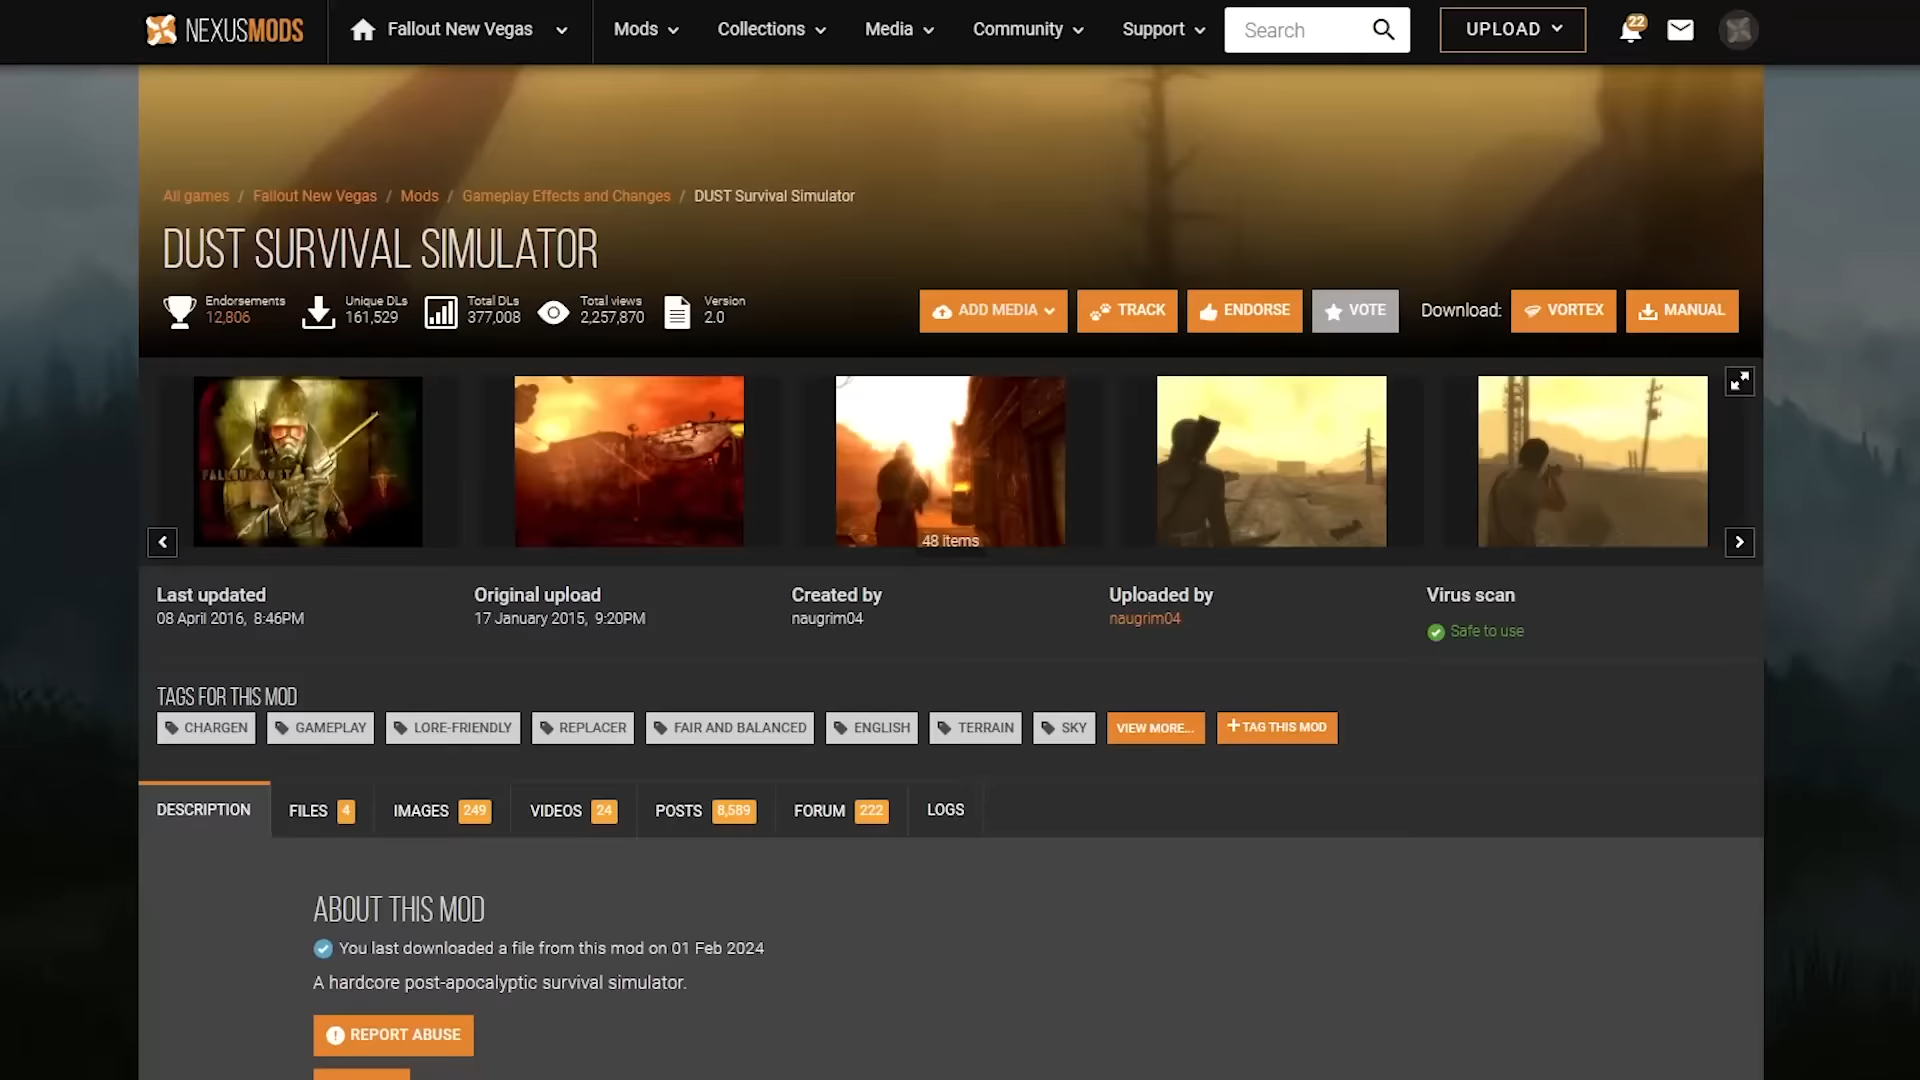 NEXUSMODS
Fallout New Vegas
Mods
Collections
Media
Community
Support
Search
UPLOAD
22
All games / Fallout New Vegas / Mods / Gameplay Effects and Changes / DUST Survival Simulator
DUST SURVIVAL SIMULATOR
Endorsements
12,806
Unique DLs
161,529
Total DLs
377,008
Total views
2,257,870
Version
2.0
ADD MEDIA
TRACK
ENDORSE
VOTE
Download:
VORTEX
MANUAL
FALLOUT DUST
48 items
Last updated
08 April 2016, 8:46PM
Original upload
17 January 2015, 9:20PM
Created by
naugrim04
Uploaded by
naugrim04
Virus scan
Safe to use
TAGS FOR THIS MOD
CHARGEN
GAMEPLAY
LORE-FRIENDLY
REPLACER
FAIR AND BALANCED
ENGLISH
TERRAIN
SKY
VIEW MORE...
+TAG THIS MOD
DESCRIPTION
FILES 4
IMAGES 249
VIDEOS 24
POSTS 8,589
FORUM 222
LOGS
ABOUT THIS MOD
You last downloaded a file from this mod on 01 Feb 2024
A hardcore post-apocalyptic survival simulator.
REPORT ABUSE